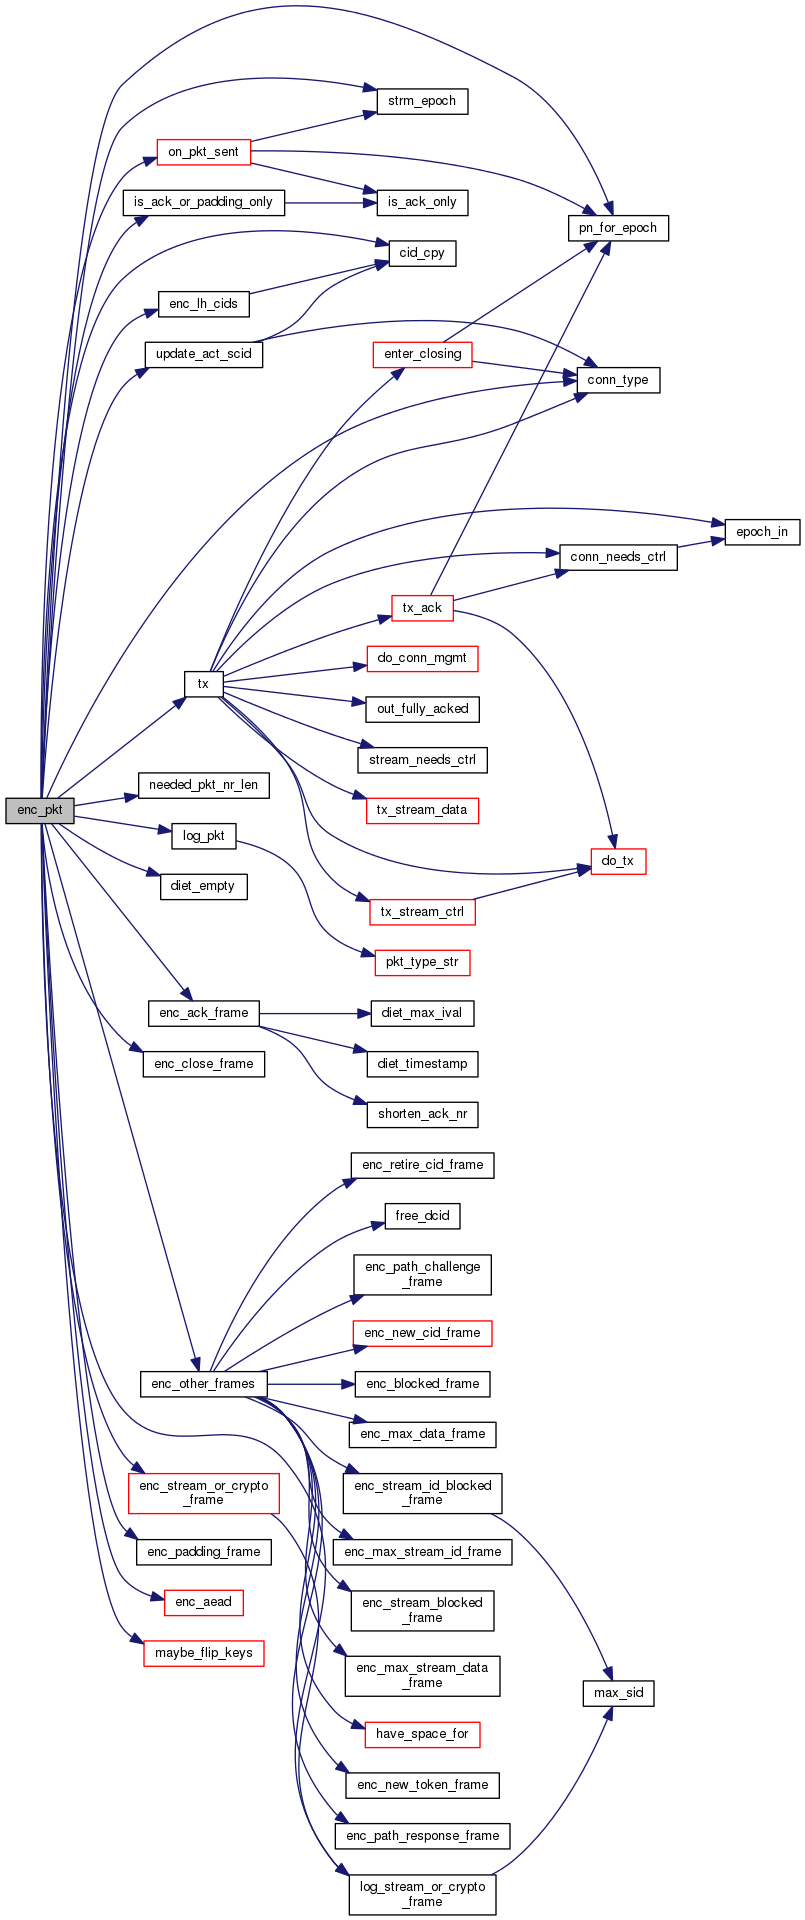 strm_epoch
on_pkt_sent
is_ack_or_padding_only
is_ack_only
pn_for_epoch
cid_cpy
enc_lh_cids
update_act_scid
enter_closing
conn_type
epoch_in
conn_needs_ctrl
tx_ack
do_conn_mgmt
tx
out_fully_acked
stream_needs_ctrl
needed_pkt_nr_len
enc_pkt
tx_stream_data
log_pkt
do_tx
diet_empty
tx_stream_ctrl
pkt_type_str
enc_ack_frame
diet_max_ival
enc_close_frame
diet_timestamp
shorten_ack_nr
enc_retire_cid_frame
free_dcid
enc_path_challenge
_frame
enc_new_cid_frame
enc_other_frames
enc_blocked_frame
enc_max_data_frame
enc_stream_or_crypto
_frame
enc_stream_id_blocked
_frame
enc_padding_frame
enc_max_stream_id_frame
enc_aead
enc_stream_blocked
_frame
maybe_flip_keys
enc_max_stream_data
_frame
max_sid
have_space_for
enc_new_token_frame
enc_path_response_frame
log_stream_or_crypto
_frame